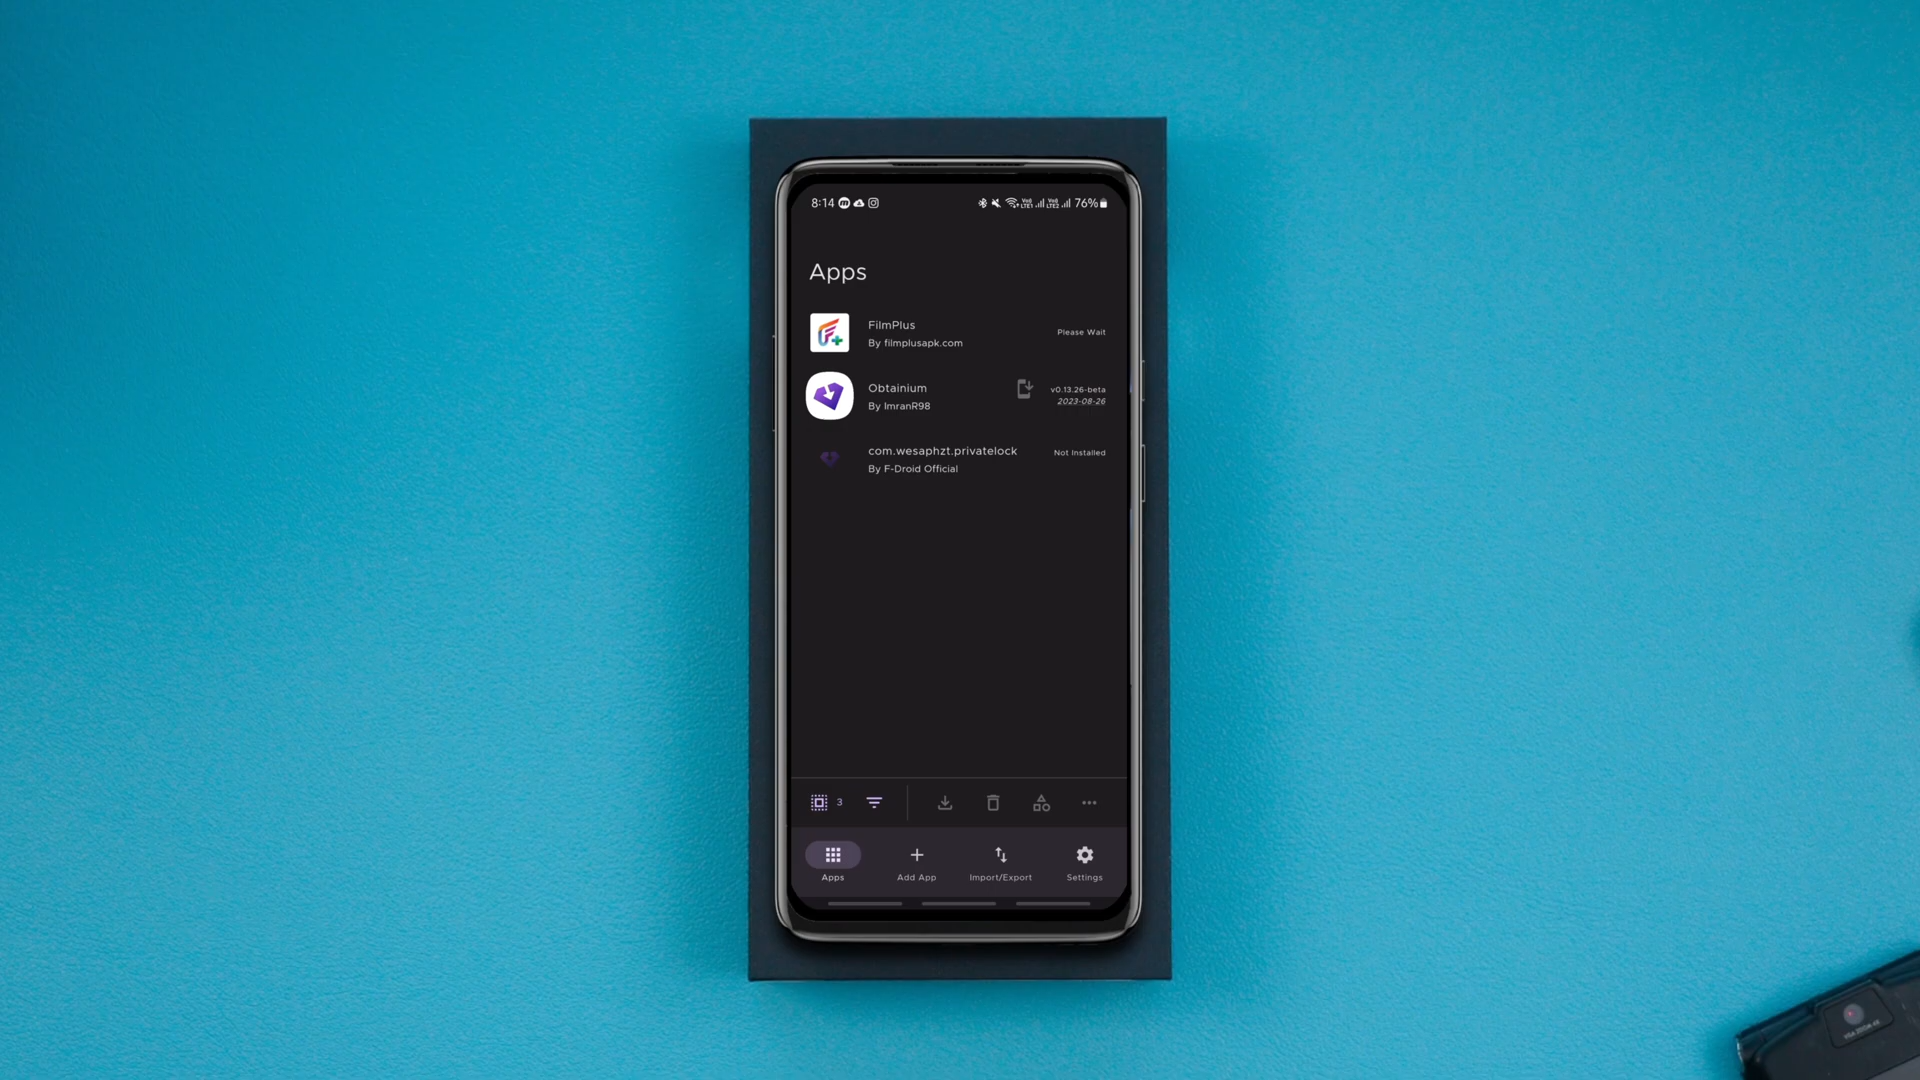 8:14
76%
Apps
FilmPlus
By filmplusapk.com
Please Wait
Obtainium
By ImranR98
v0.13.26-beta
2023-08-26
com.wesaphzt.privatelock
By F-Droid Official
Not Installed
3
Apps
Add App
Import/Export
Settings